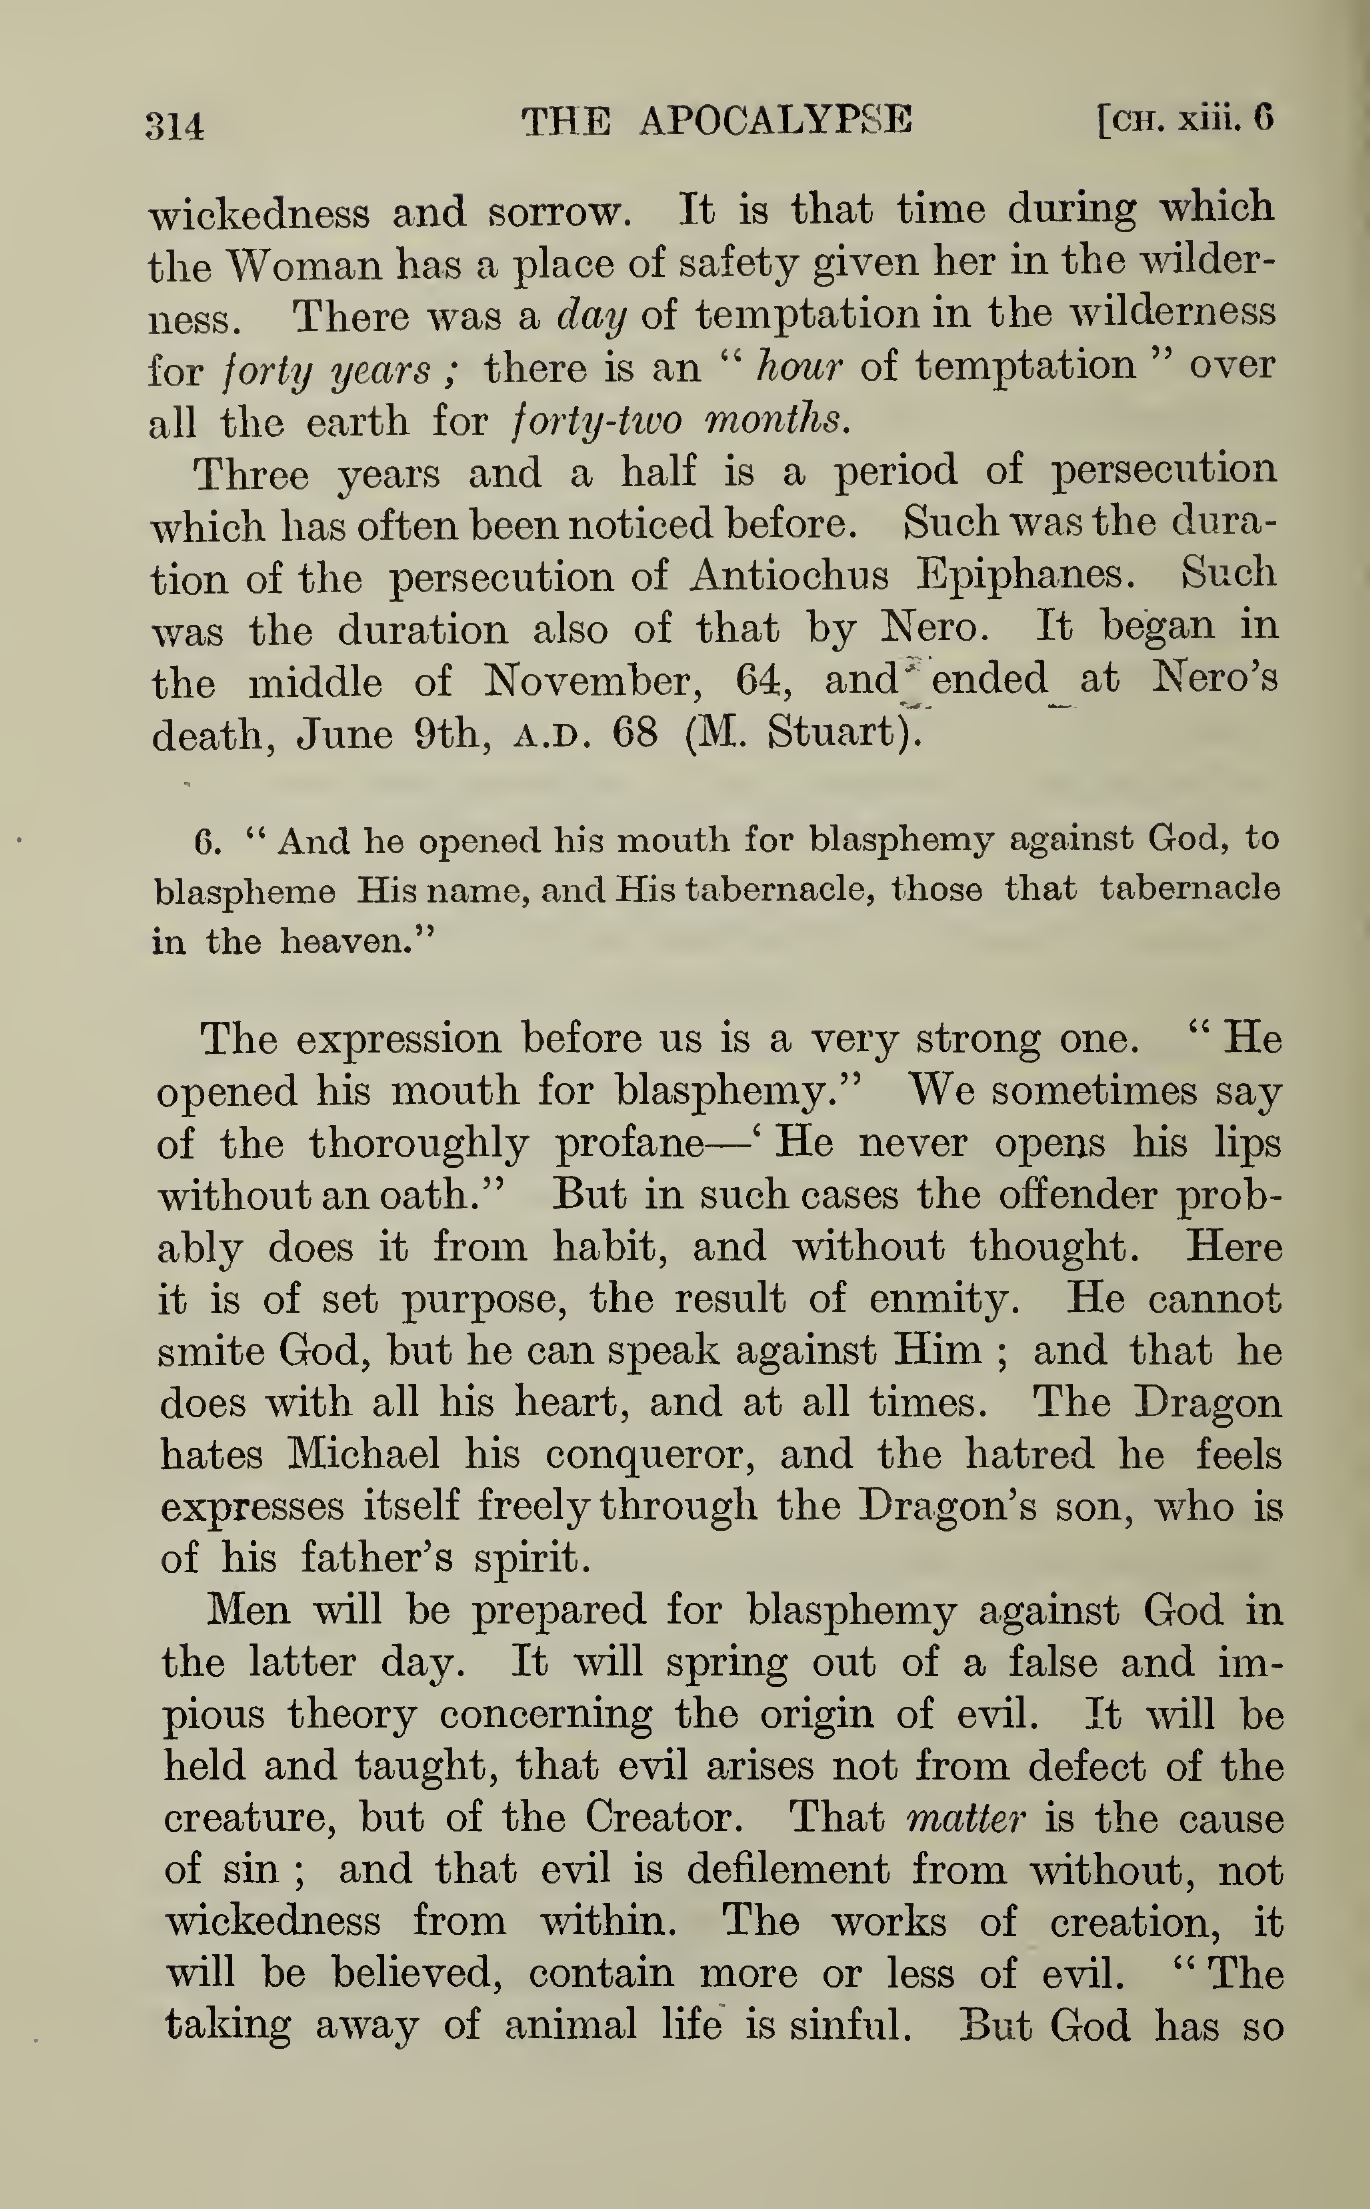 314 THE APOCALYPSE [CH. xiii. 6
wickedness and sorrow. It is that time during which
the Woman has a place of safety given her in the wilder-
ness. There was a day of temptation in the wilderness
for forty years ; there is an “ hour of temptation ” over
all the earth for forty-two months.
Three years and a half is a period of persecution
which has often been noticed before. Such was the dura-
tion of the persecution of Antiochus Epiphanes. Such
was the duration also of that by Nero. It began in
the middle of November, 64, and ended at Nero’s
death, June 9th, A.D. 68 (M. Stuart).
6. “ And he opened his mouth for blasphemy against God, to
blaspheme His name, and His tabernacle, those that tabernacle
in the heaven.”
The expression before us is a very strong one. “ He
opened his mouth for blasphemy.” We sometimes say
of the thoroughly profane—‘ He never opens his lips
without an oath.” But in such cases the offender prob-
ably does it from habit, and without thought. Here
it is of set purpose, the result of enmity. He cannot
smite God, but he can speak against Him ; and that he
does with all his heart, and at all times. The Dragon
hates Michael his conqueror, and the hatred he feels
expresses itself freely through the Dragon’s son, who is
of his father’s spirit.
Men will be prepared for blasphemy against God in
the latter day. It will spring out of a false and im-
pious theory concerning the origin of evil. It will be
held and taught, that evil arises not from defect of the
creature, but of the Creator. That matter is the cause
of sin ; and that evil is defilement from without, not
wickedness from within. The works of creation, it
will be believed, contain more or less of evil. “ The
taking away of animal life is sinful. But God has so